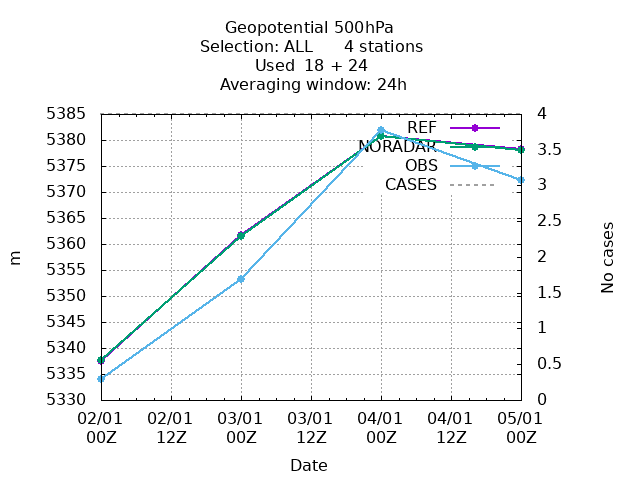 Geopotential 500hPa
Selection: ALL 4 stations
Used 18 + 24
Averaging window: 24h
5385
5380
5375
5370
5365
5360
5355
5350
5345
5340
5335
5330
m
4
3.5
3
2.5
2
1.5
1
0.5
0
No cases
REF
NORADAR
OBS
CASES
02/01 02/01 03/01 03/01 04/01 04/01 05/01
00Z 12Z 00Z 12Z 00Z 12Z 00Z
Date